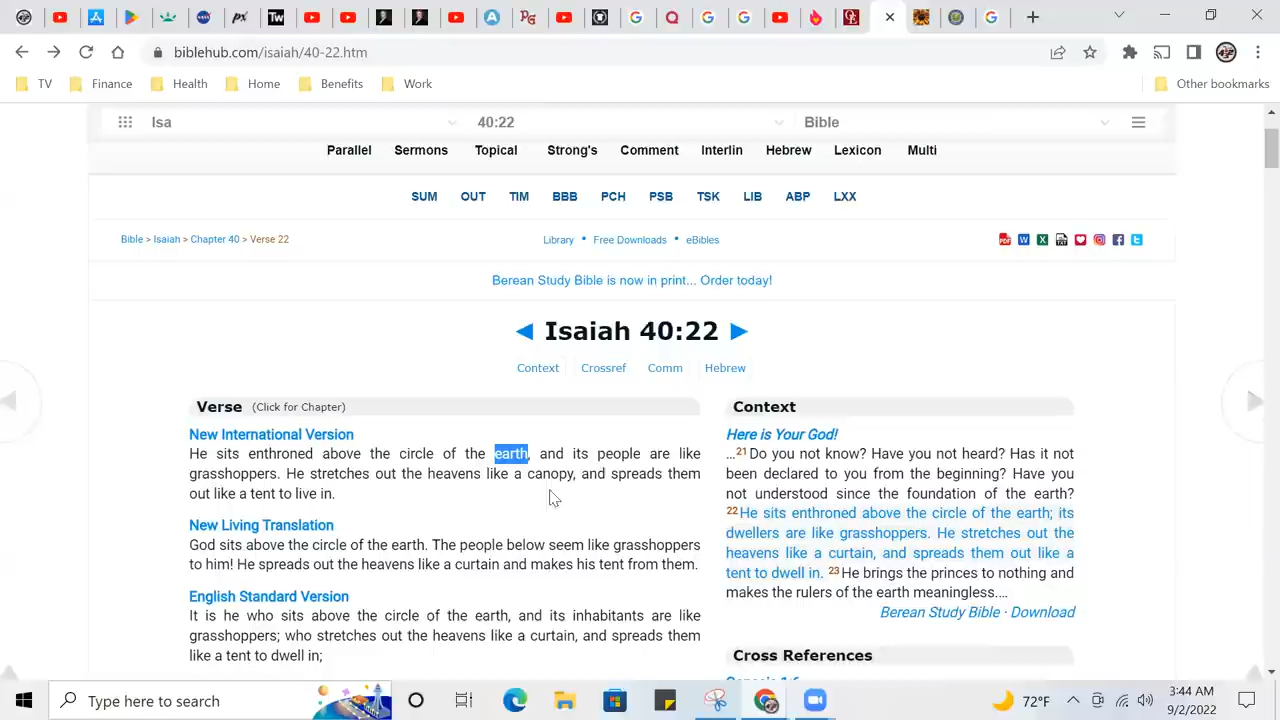 biblehub.com/isaiah/40-22.htm
TV Finance Health Home Benefits Work Other bookmarks
Isa 40:22 Bible
Parallel Sermons Topical Strong's Comment Interlin Hebrew Lexicon Multi
SUM OUT TIM BBB PCH PSB TSK LIB ABP LXX
Bible > Isaiah > Chapter 40 > Verse 22
Library • Free Downloads • eBibles
Berean Study Bible is now in print... Order today!
◄ Isaiah 40:22 ►
Context Crossref Comm Hebrew
Verse (Click for Chapter)
New International Version
He sits enthroned above the circle of the earth, and its people are like
grasshoppers. He stretches out the heavens like a canopy, and spreads them
out like a tent to live in.
New Living Translation
God sits above the circle of the earth. The people below seem like grasshoppers
to him! He spreads out the heavens like a curtain and makes his tent from them.
English Standard Version
It is he who sits above the circle of the earth, and its inhabitants are like
grasshoppers; who stretches out the heavens like a curtain, and spreads them
like a tent to dwell in;
Context
Here is Your God!
…21Do you not know? Have you not heard? Has it not
been declared to you from the beginning? Have you
not understood since the foundation of the earth?
22He sits enthroned above the circle of the earth; its
dwellers are like grasshoppers. He stretches out the
heavens like a curtain, and spreads them out like a
tent to dwell in. 23He brings the princes to nothing and
makes the rulers of the earth meaningless.…
Berean Study Bible · Download
Cross References
Type here to search
72°F
3:44 AM
9/2/2022